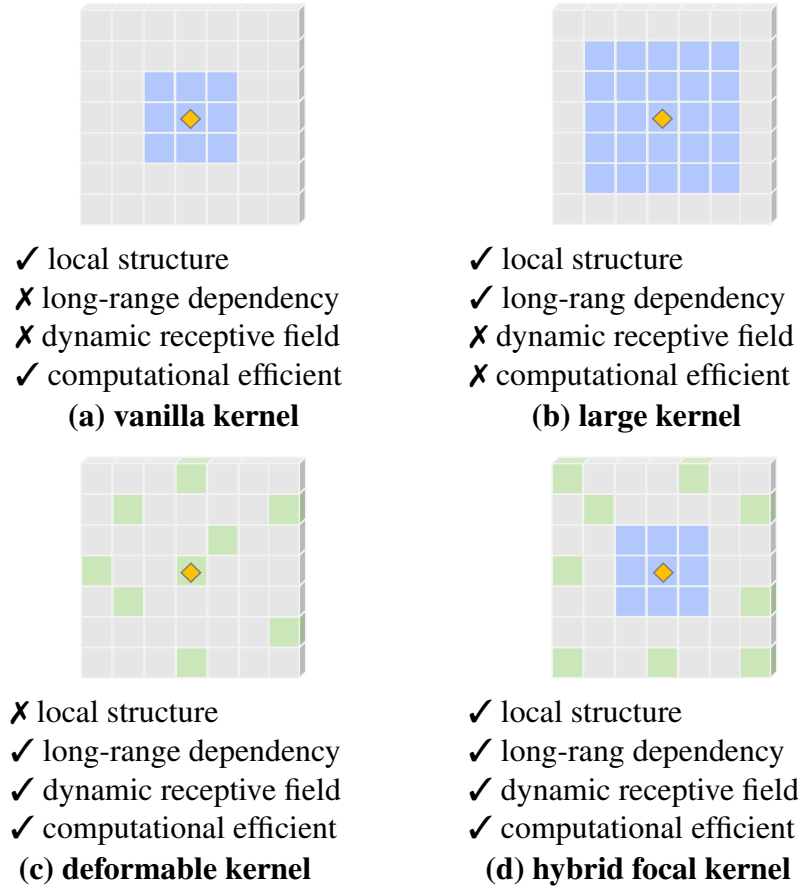 ✓ local structure
✗ long-range dependency
✗ dynamic receptive field
✓ computational efficient
(a) vanilla kernel
✓ local structure
✓ long-rang dependency
✗ dynamic receptive field
✗ computational efficient
(b) large kernel
✗ local structure
✓ long-range dependency
✓ dynamic receptive field
✓ computational efficient
(c) deformable kernel
✓ local structure
✓ long-rang dependency
✓ dynamic receptive field
✓ computational efficient
(d) hybrid focal kernel